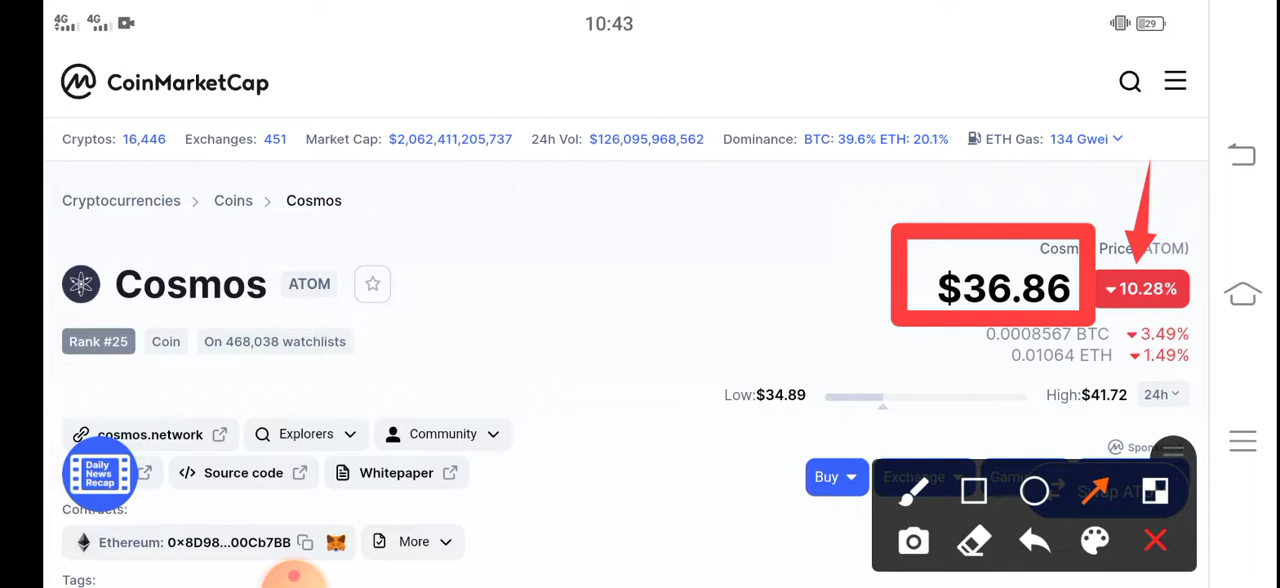 4G 4G 10:43 29
CoinMarketCap
Cryptos: 16,446 Exchanges: 451 Market Cap: $2,062,411,205,737 24h Vol: $126,095,968,562 Dominance: BTC: 39.6% ETH: 20.1% ETH Gas: 134 Gwei
Cryptocurrencies > Coins > Cosmos
Cosm Price ATOM)
Cosmos ATOM $36.86 10.28%
Rank #25 Coin On 468,038 watchlists
0.0008567 BTC 3.49%
0.01064 ETH 1.49%
Low:$34.89 High:$41.72 24h
cosmos.network Explorers Community
Spon
Daily News Recap
Source code Whitepaper
Buy Exchange Gami
Swap AT
Contracts:
Ethereum: 0x8D98...00Cb7BB More
Tags: